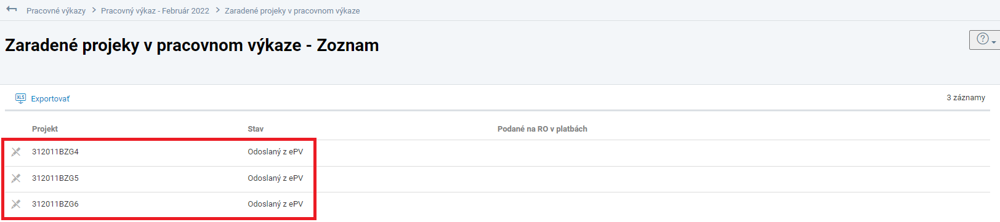 Pracovné výkazy > Pracovný výkaz - Február 2022 > Zaradené projeky v pracovnom výkaze
Zaradené projeky v pracovnom výkaze - Zoznam
?
XLS Exportovať 3 záznamy
Projekt Stav Podané na RO v platbách
312011BZG4 Odoslaný z ePV
312011BZG5 Odoslaný z ePV
312011BZG6 Odoslaný z ePV